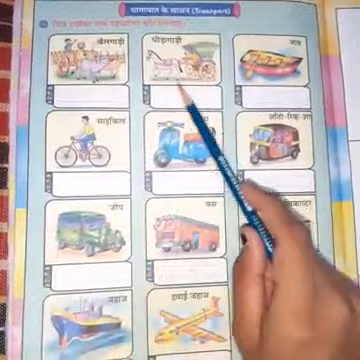 यातायात के साधन (Transport)
बैलगाड़ी
घोड़ागाड़ी
नाव
साइकिल
ऑटो-रिक्शा
जीप
बस
जहाज
हवाई जहाज